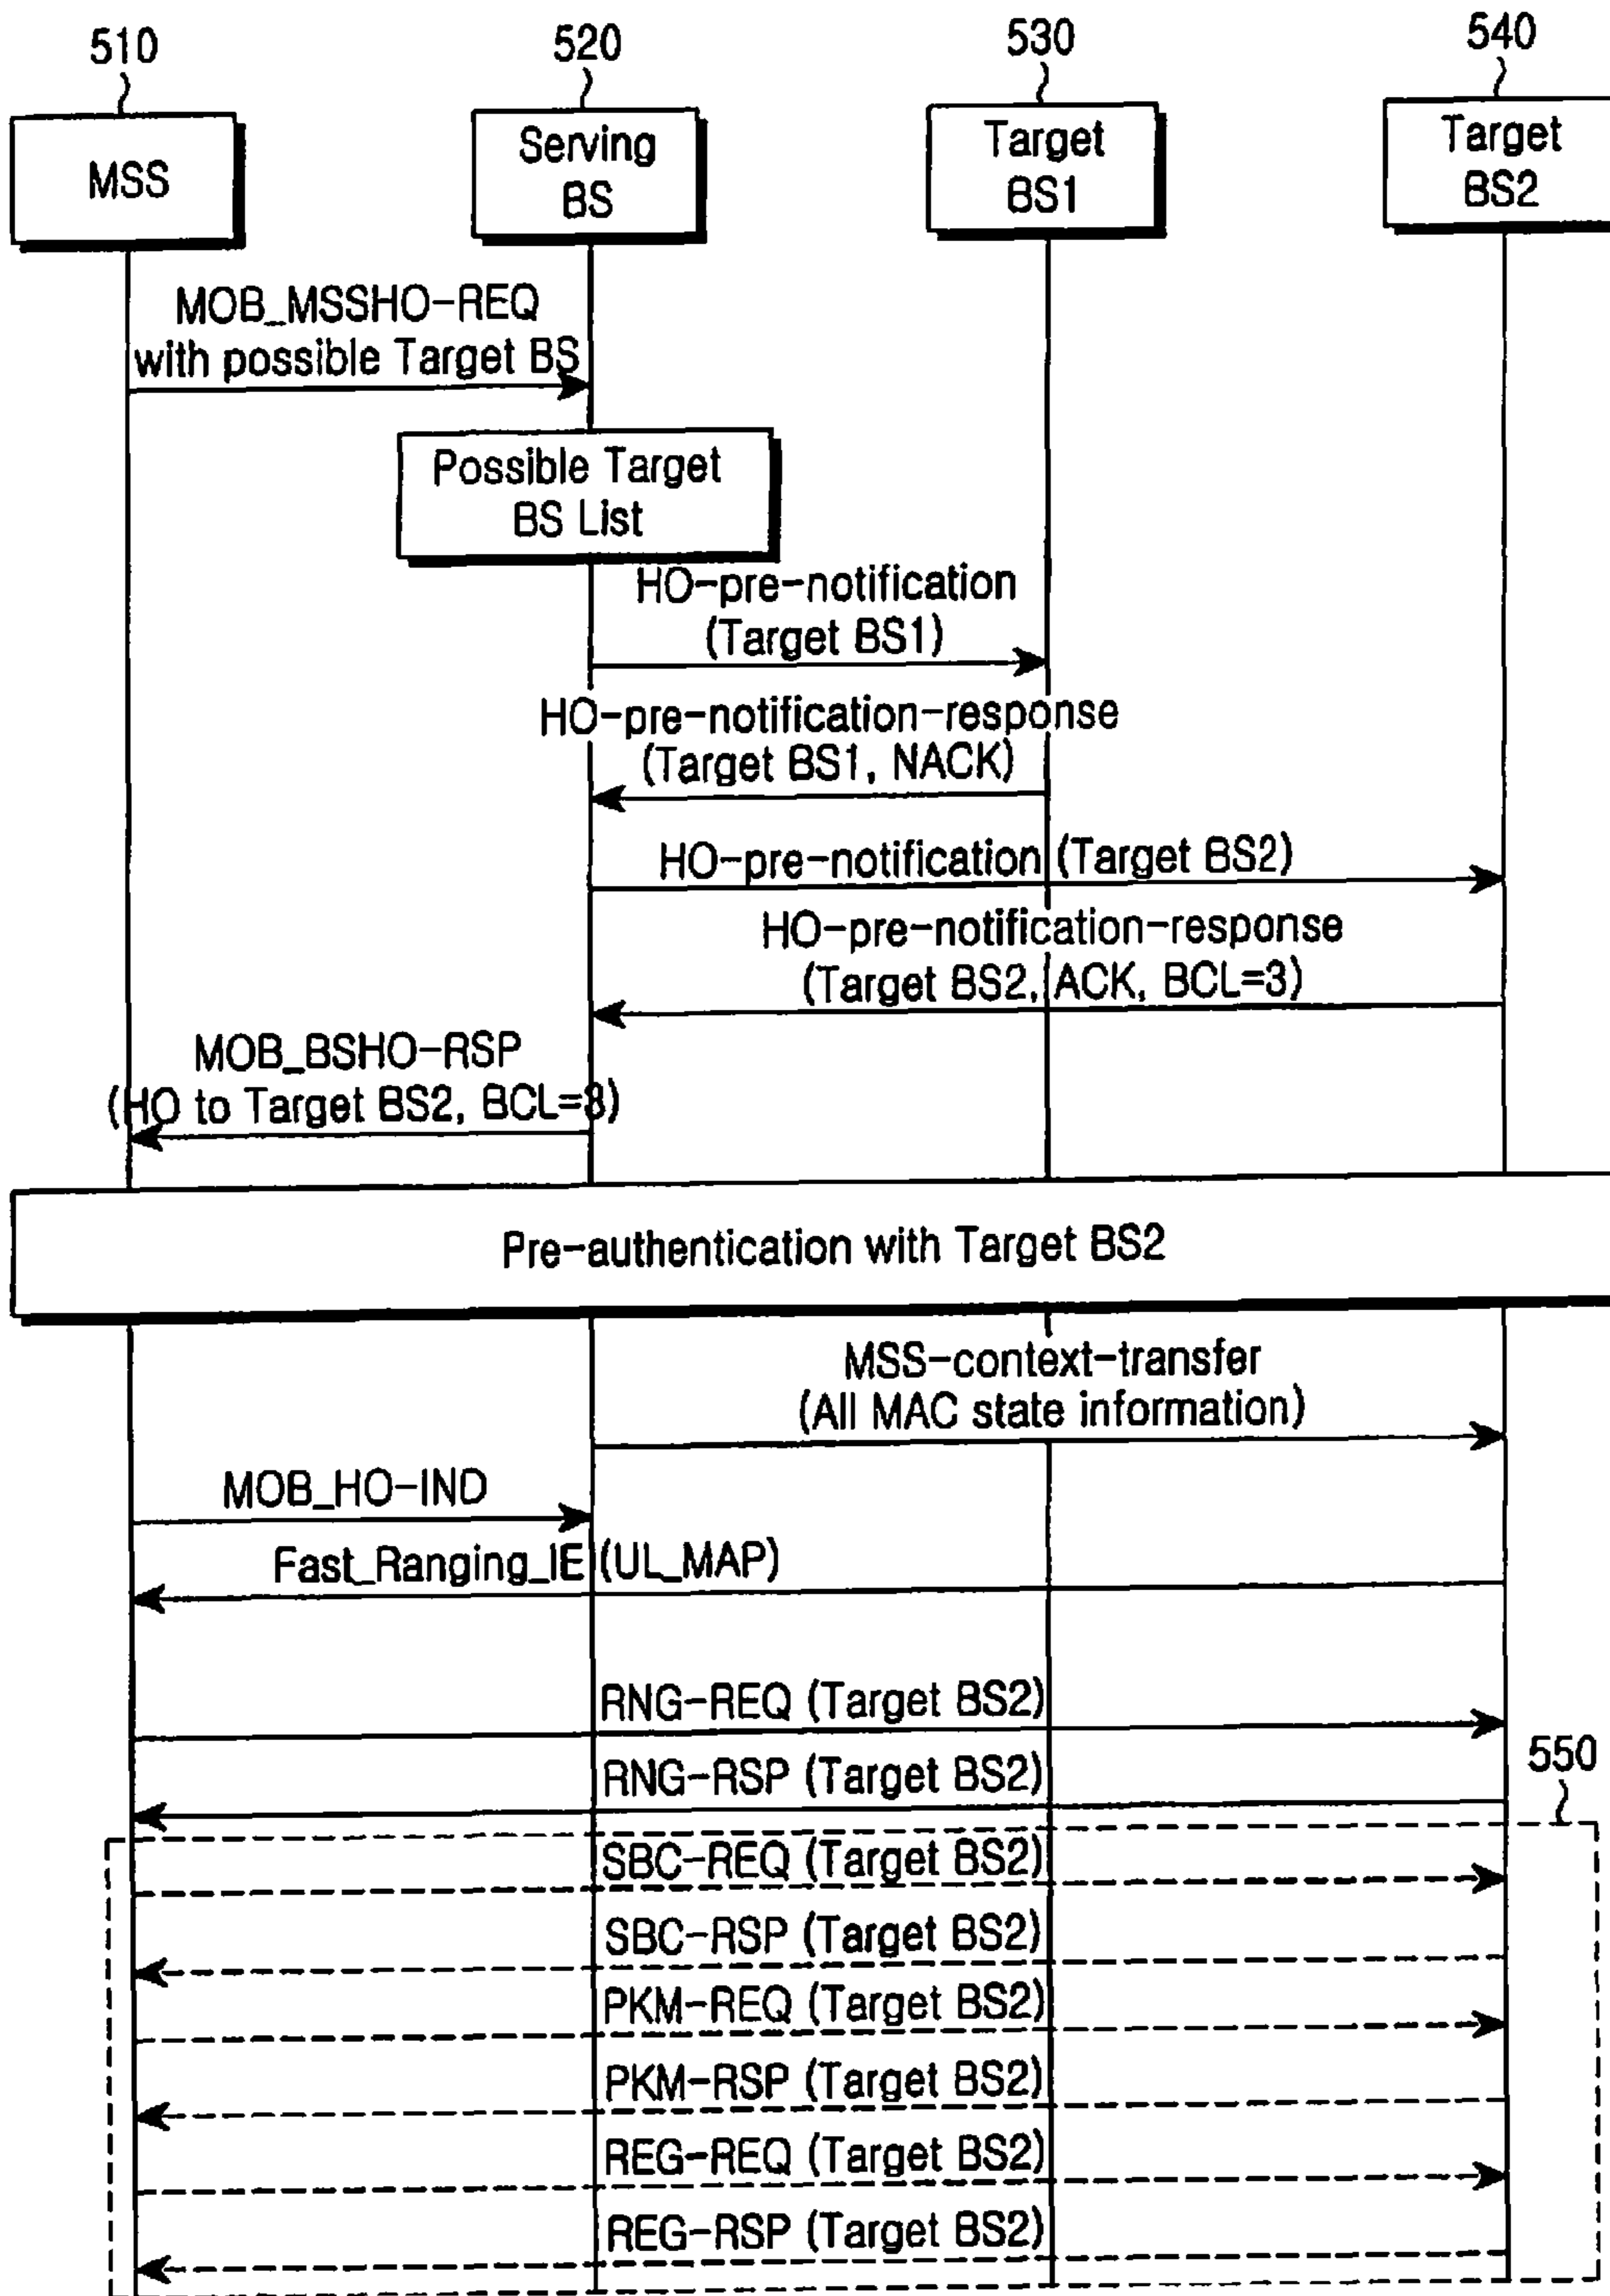 510
520
530
540
MSS
Serving
BS
Target
BS1
Target
BS2
MOB_MSSHO-REQ
with possible Target BS
Possible Target
BS List
HO-pre-notification
(Target BS1)
HO-pre-notification-response
(Target BS1, NACK)
HO-pre-notification (Target BS2)
HO-pre-notification-response
(Target BS2, ACK, BCL=3)
MOB_BSHO-RSP
(HO to Target BS2, BCL=3)
Pre-authentication with Target BS2
MSS-context-transfer
(All MAC state information)
MOB_HO-IND
Fast_Ranging_IE (UL_MAP)
RNG-REQ (Target BS2)
RNG-RSP (Target BS2)
550
SBC-REQ (Target BS2)
SBC-RSP (Target BS2)
PKM-REQ (Target BS2)
PKM-RSP (Target BS2)
REG-REQ (Target BS2)
REG-RSP (Target BS2)